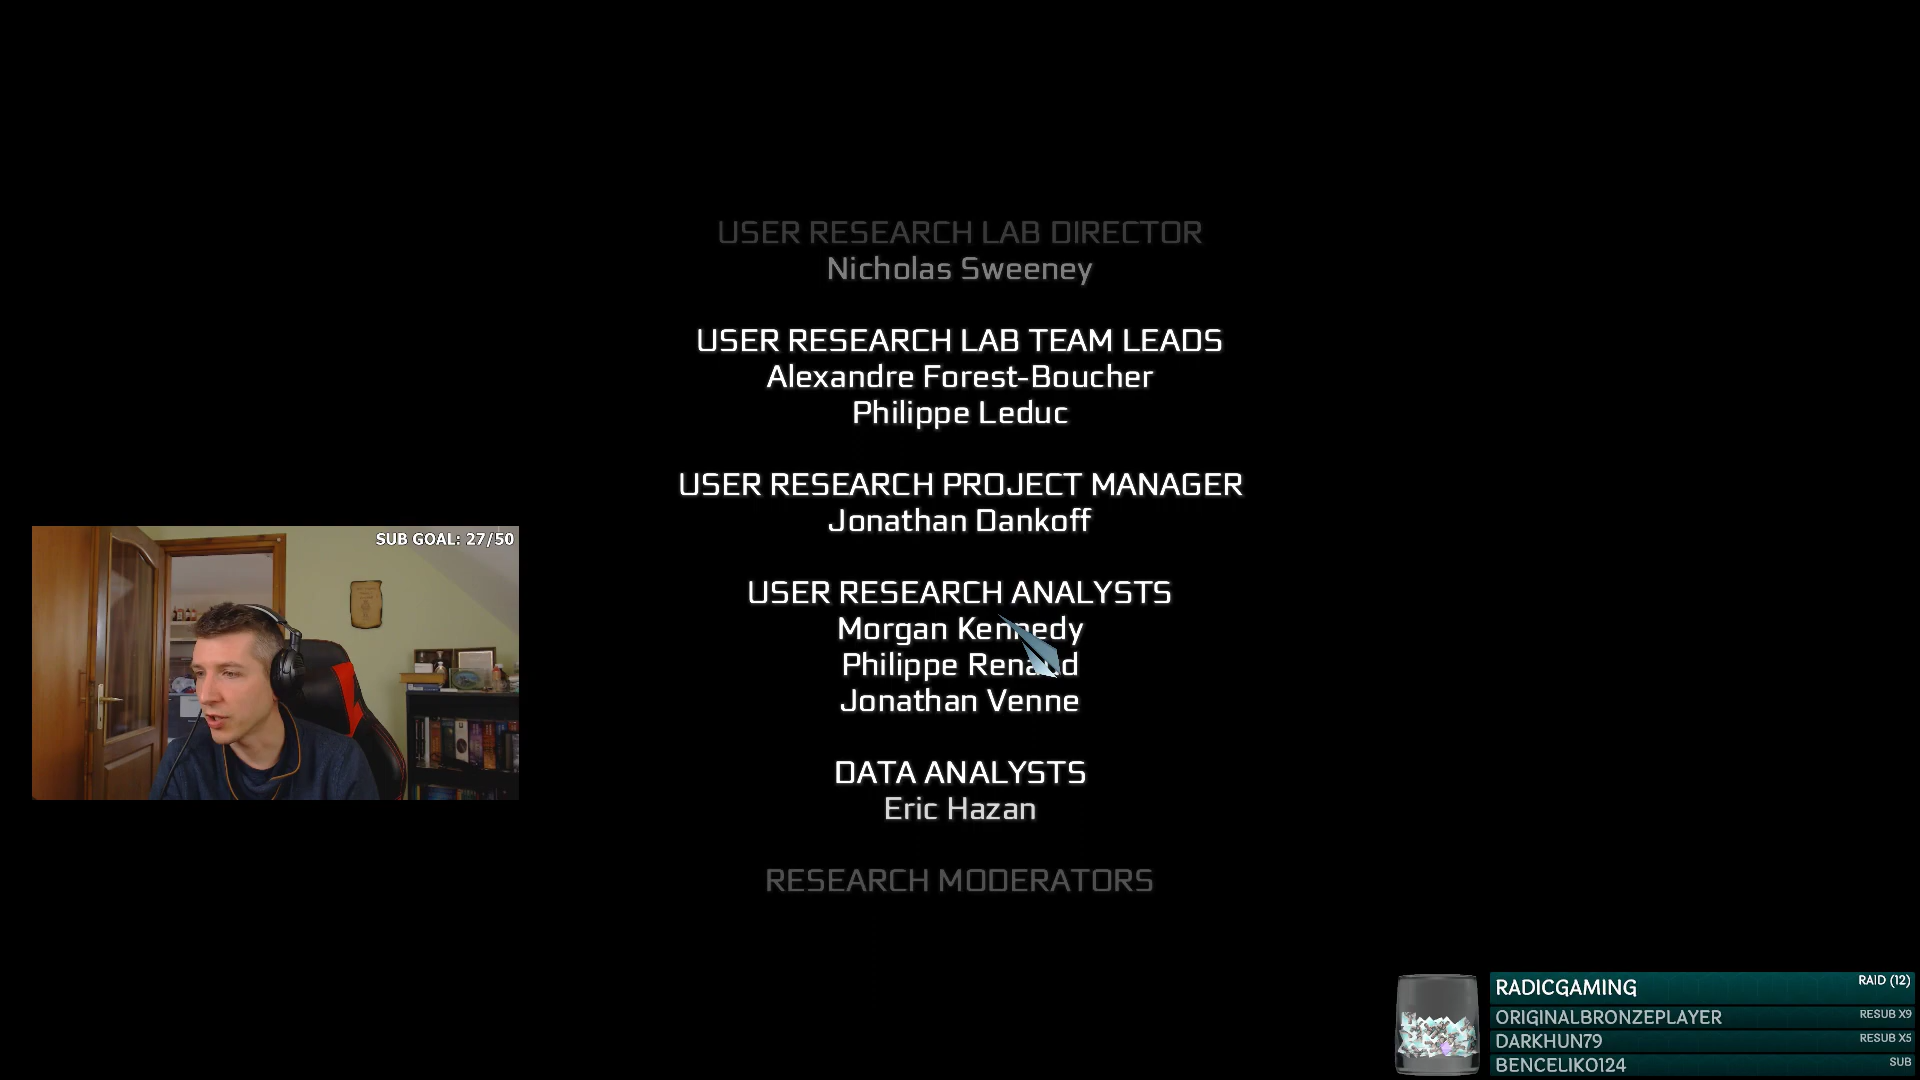 USER RESEARCH LAB DIRECTOR
Nicholas Sweeney
USER RESEARCH LAB TEAM LEADS
Alexandre Forest-Boucher
Philippe Leduc
USER RESEARCH PROJECT MANAGER
Jonathan Dankoff
USER RESEARCH ANALYSTS
Morgan Kennedy
Philippe Renaud
Jonathan Venne
DATA ANALYSTS
Eric Hazan
RESEARCH MODERATORS
SUB GOAL: 27/50
RADICGAMING RAID (12)
ORIGINALBRONZEPLAYER RESUB X9
DARKHUN79 RESUB X5
BENCELIKO124 SUB